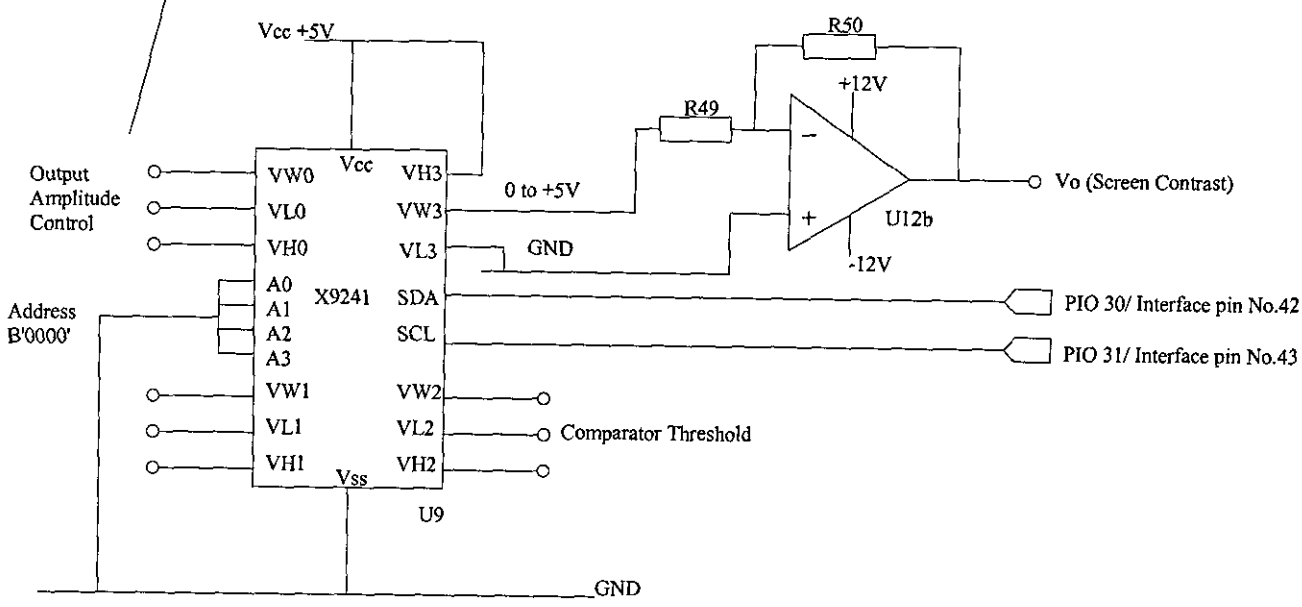 Vcc +5V
R50
+12V
R49
−
+
U12b
-12V
Vo (Screen Contrast)
Output
Amplitude
Control
Vcc
VW0
VL0
VH0
A0
A1
A2
A3
VW1
VL1
VH1
X9241
VH3
VW3
VL3
SDA
SCL
VW2
VL2
VH2
Vss
U9
0 to +5V
GND
Address
B'0000'
PIO 30/ Interface pin No.42
PIO 31/ Interface pin No.43
Comparator Threshold
GND